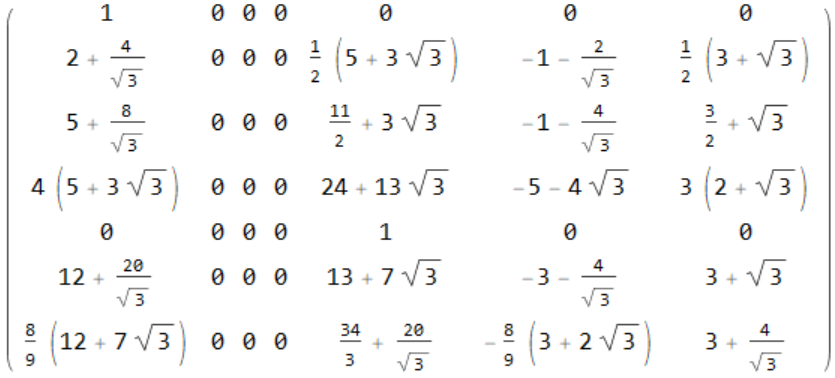 1 0 0 0 0 0 0
2 + 4/√3 0 0 0 1/2 (5 + 3 √3) -1 - 2/√3 1/2 (3 + √3)
5 + 8/√3 0 0 0 11/2 + 3 √3 -1 - 4/√3 3/2 + √3
4 (5 + 3 √3) 0 0 0 24 + 13 √3 -5 - 4 √3 3 (2 + √3)
0 0 0 0 1 0 0
12 + 20/√3 0 0 0 13 + 7 √3 -3 - 4/√3 3 + √3
8/9 (12 + 7 √3) 0 0 0 34/3 + 20/√3 -8/9 (3 + 2 √3) 3 + 4/√3